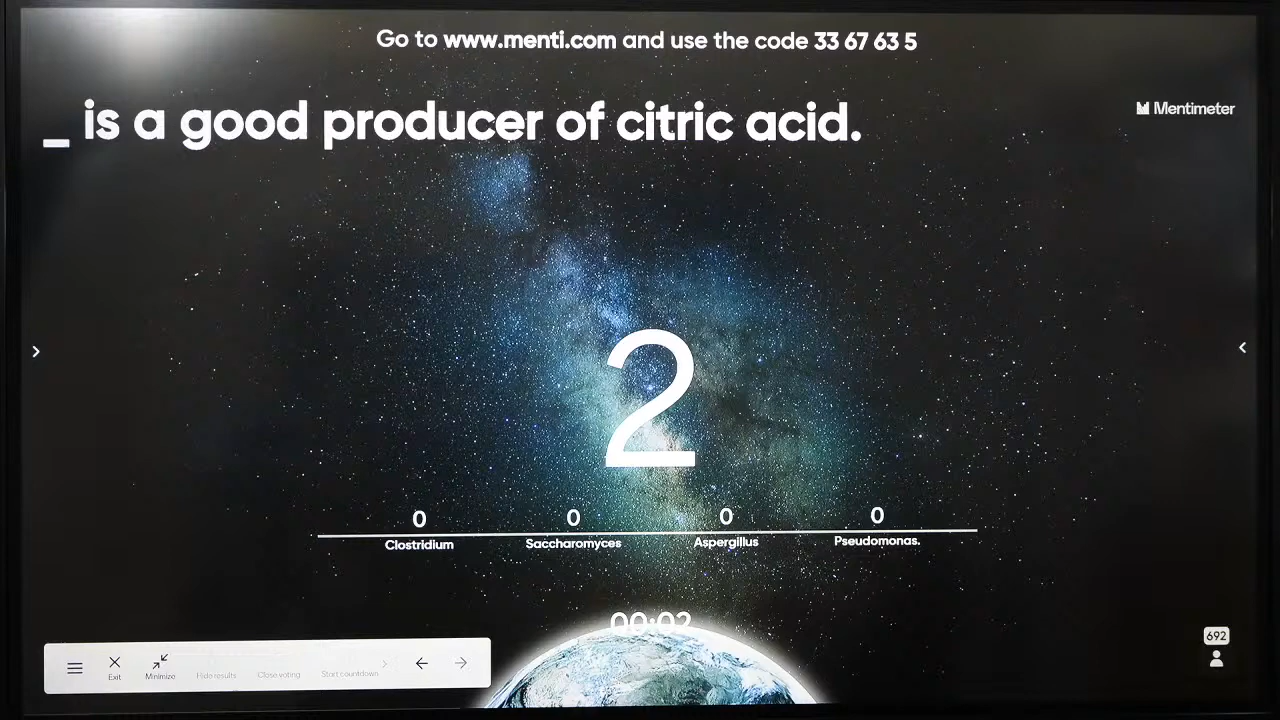 Go to www.menti.com and use the code 33 67 63 5
_ is a good producer of citric acid.
Mentimeter
2
0 0 0 0
Clostridium Saccharomyces Aspergillus Pseudomonas.
00:02
692
Exit Minimize Hide results Close voting Start countdown